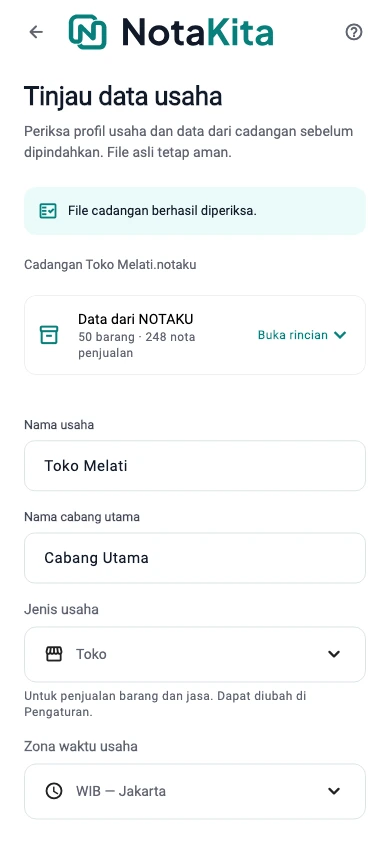 NotaKita
Tinjau data usaha
Periksa profil usaha dan data dari cadangan sebelum
dipindahkan. File asli tetap aman.
File cadangan berhasil diperiksa.
Cadangan Toko Melati.notaku
Data dari NOTAKU
50 barang · 248 nota
penjualan
Buka rincian
Nama usaha
Toko Melati
Nama cabang utama
Cabang Utama
Jenis usaha
Toko
Untuk penjualan barang dan jasa. Dapat diubah di
Pengaturan.
Zona waktu usaha
WIB — Jakarta